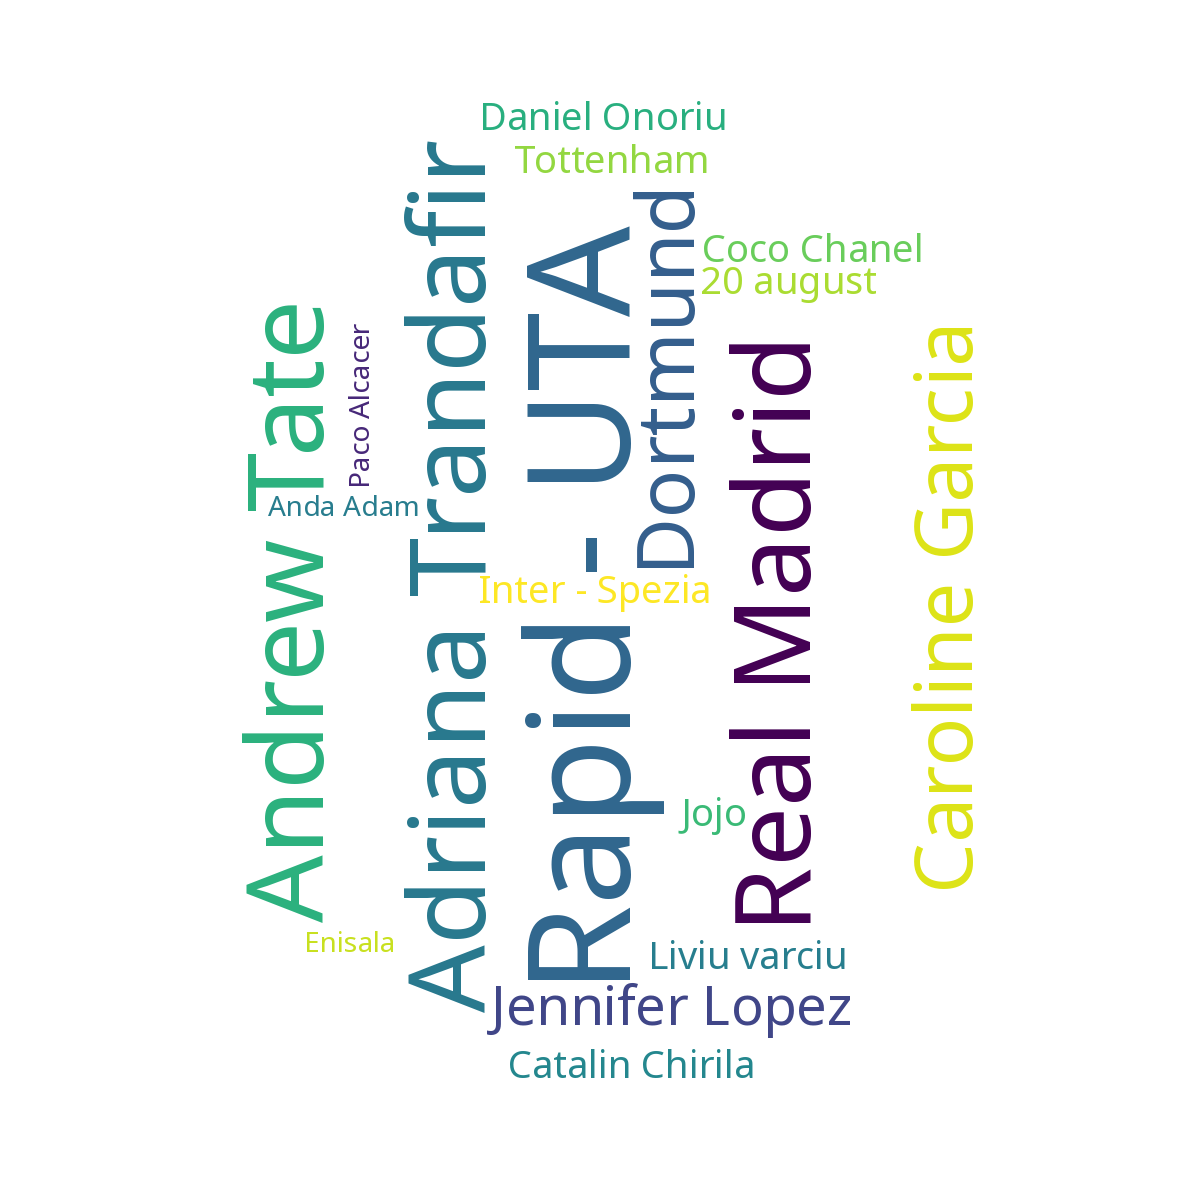 Daniel Onoriu
Tottenham
Coco Chanel
20 august
Andrew Tate
Paco Alcacer
Anda Adam
Adriana Trandafir
Rapid - UTA
Dortmund
Real Madrid
Caroline Garcia
Inter - Spezia
Jojo
Enisala
Liviu varciu
Jennifer Lopez
Catalin Chirila